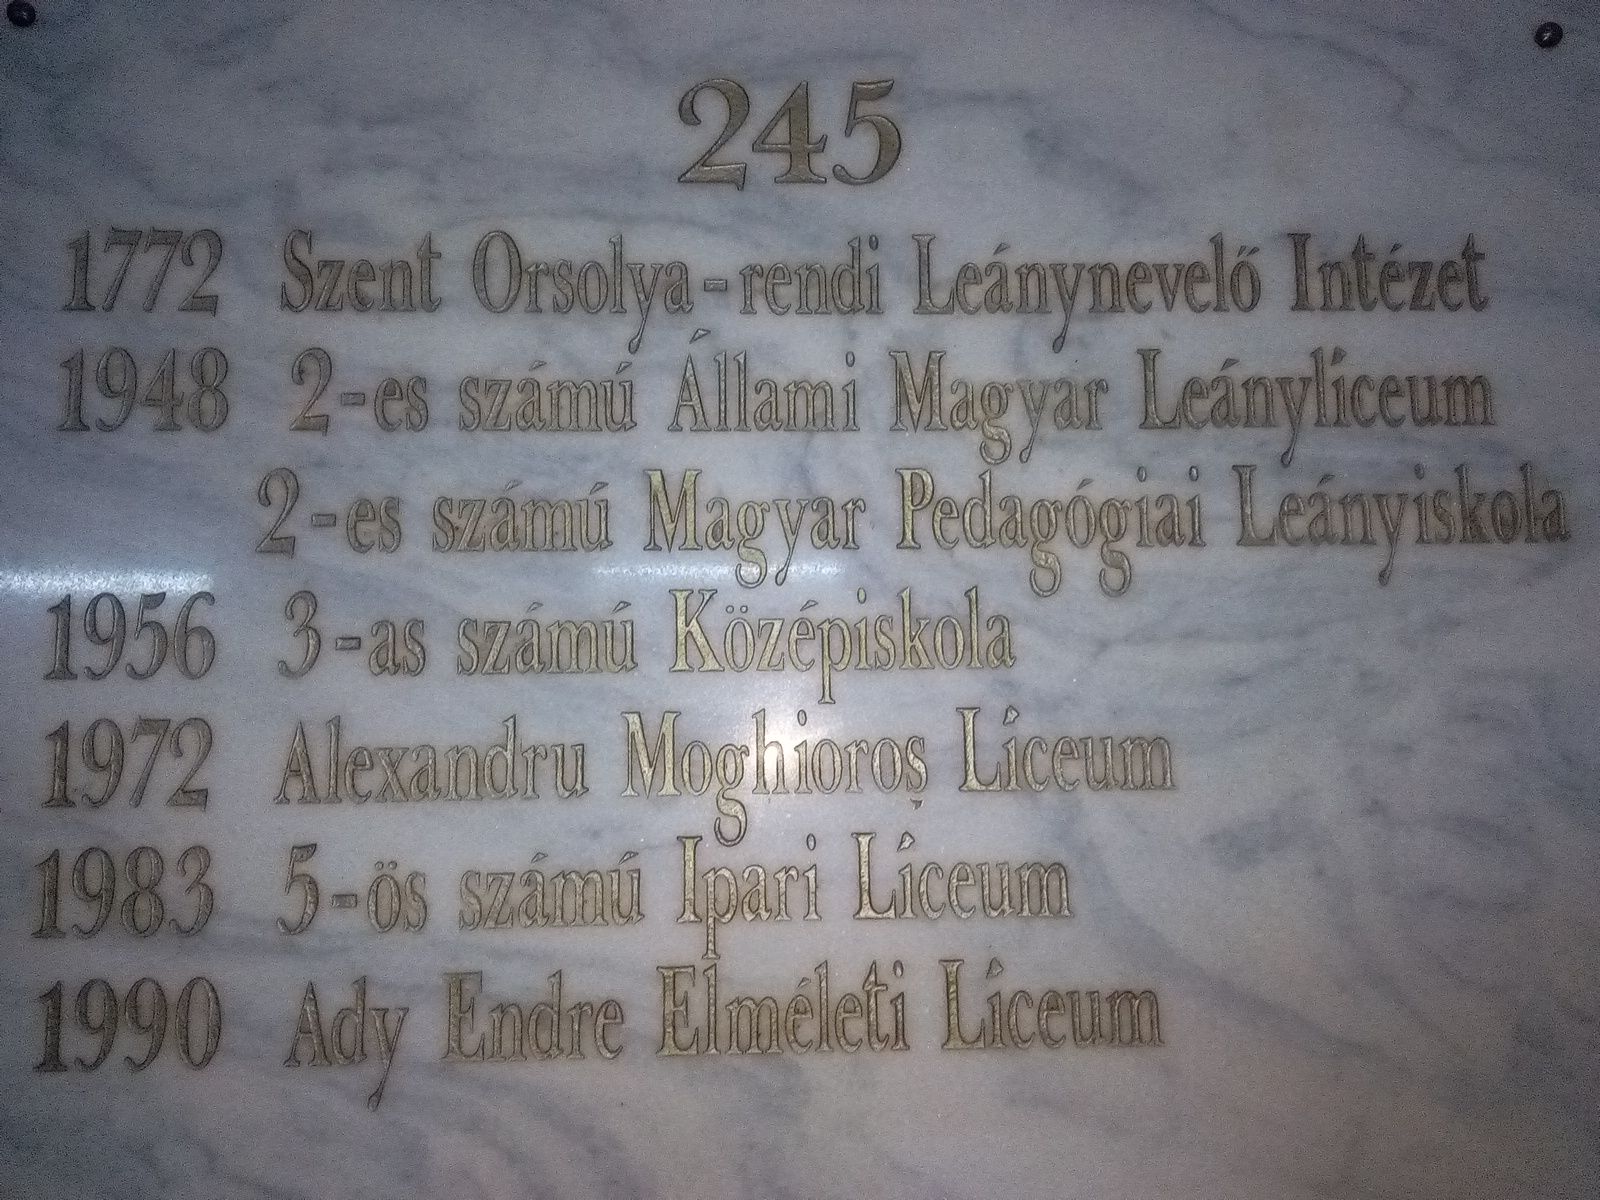 245
1772 Szent Orsolya-rendi Leánynevelő Intézet
1948 2-es számú Állami Magyar Leánylíceum
2-es számú Magyar Pedagógiai Leányiskola
1956 3-as számú Középiskola
1972 Alexandru Moghioroș Líceum
1983 5-ös számú Ipari Líceum
1990 Ady Endre Elméleti Líceum